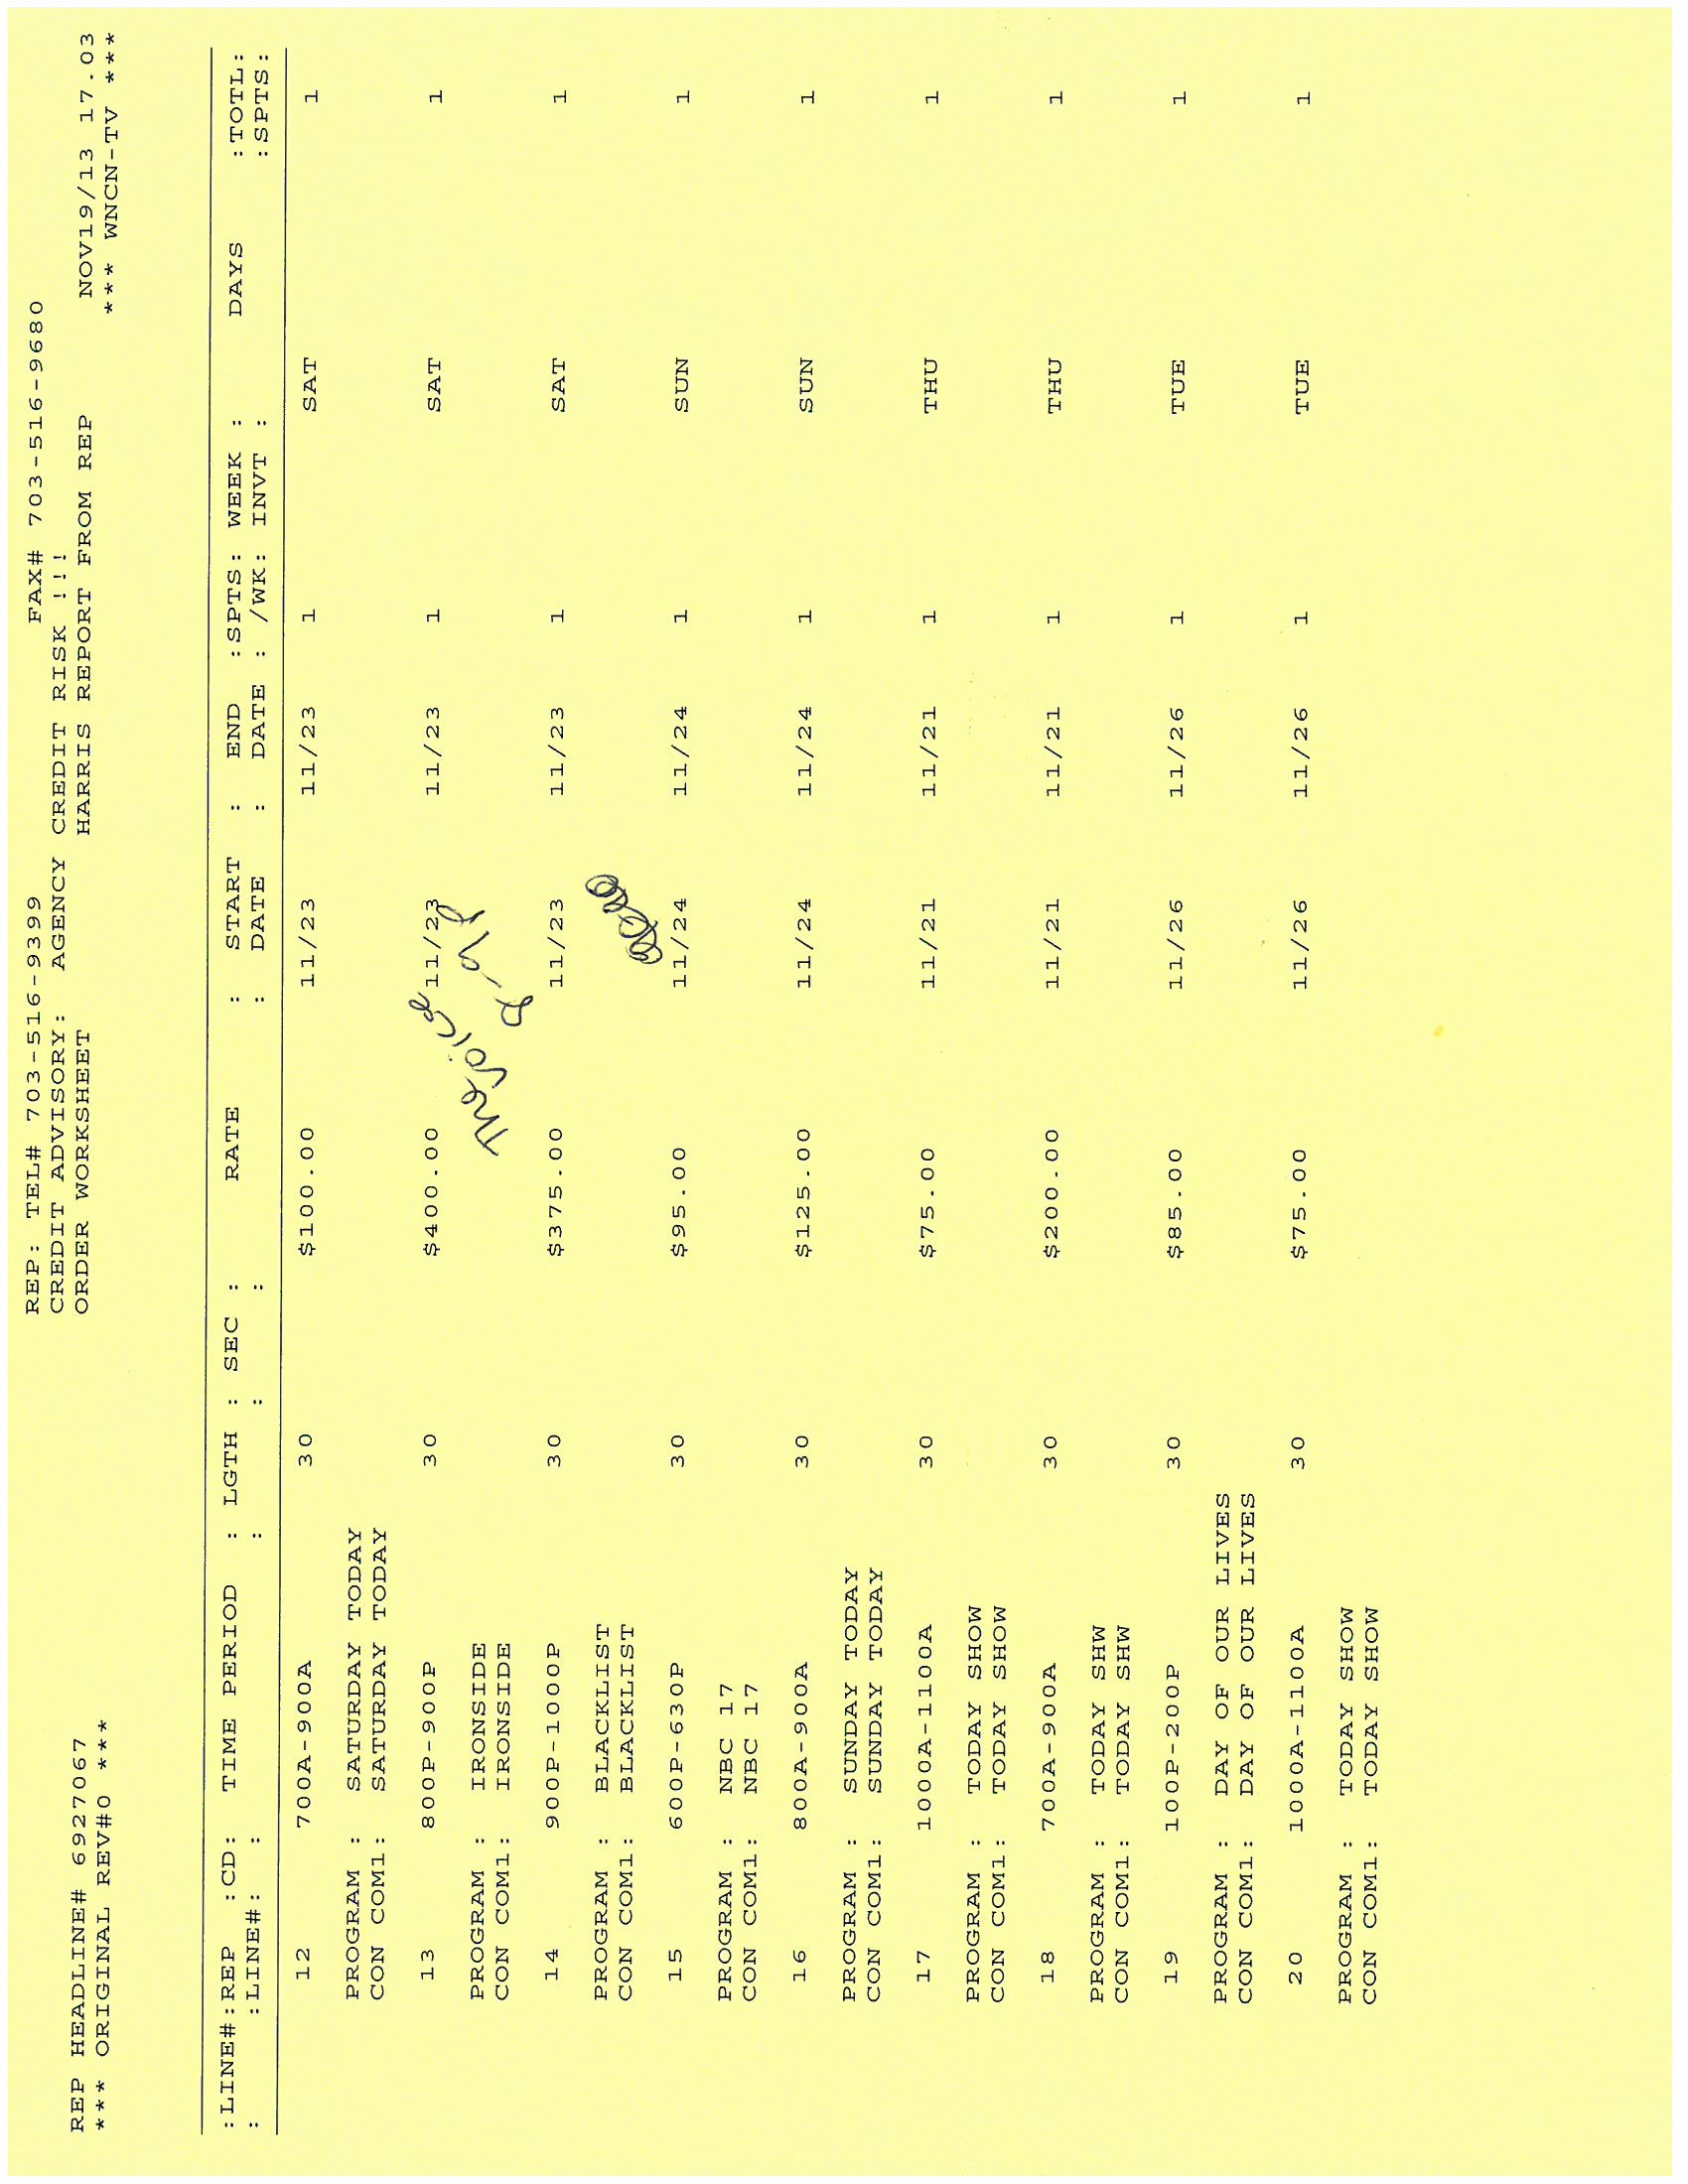 REP: TEL# 703-516-9399 FAX# 703-516-9680
CREDIT ADVISORY: AGENCY CREDIT RISK !!!
REP HEADLINE# 6927067 ORDER WORKSHEET HARRIS REPORT FROM REP NOV19/13 17.03
*** ORIGINAL REV#0 *** *** WNCN-TV ***
:LINE#:REP :CD: TIME PERIOD : LGTH : SEC : RATE : START : END :SPTS: WEEK : DAYS :TOTL:
: :LINE#: : : : : : DATE : DATE : /WK: INVT : :SPTS:
12 700A-900A 30 $100.00 11/23 11/23 1 SAT 1
PROGRAM : SATURDAY TODAY
CON COM1: SATURDAY TODAY
13 800P-900P 30 $400.00 11/23 11/23 1 SAT 1
The voice
8-9p
PROGRAM : IRONSIDE
CON COM1: IRONSIDE
14 900P-1000P 30 $375.00 11/23 11/23 1 SAT 1
PROGRAM : BLACKLIST
CON COM1: BLACKLIST
15 600P-630P 30 $95.00 11/24 11/24 1 SUN 1
PROGRAM : NBC 17
CON COM1: NBC 17
16 800A-900A 30 $125.00 11/24 11/24 1 SUN 1
PROGRAM : SUNDAY TODAY
CON COM1: SUNDAY TODAY
17 1000A-1100A 30 $75.00 11/21 11/21 1 THU 1
PROGRAM : TODAY SHOW
CON COM1: TODAY SHOW
18 700A-900A 30 $200.00 11/21 11/21 1 THU 1
PROGRAM : TODAY SHW
CON COM1: TODAY SHW
19 100P-200P 30 $85.00 11/26 11/26 1 TUE 1
PROGRAM : DAY OF OUR LIVES
CON COM1: DAY OF OUR LIVES
20 1000A-1100A 30 $75.00 11/26 11/26 1 TUE 1
PROGRAM : TODAY SHOW
CON COM1: TODAY SHOW